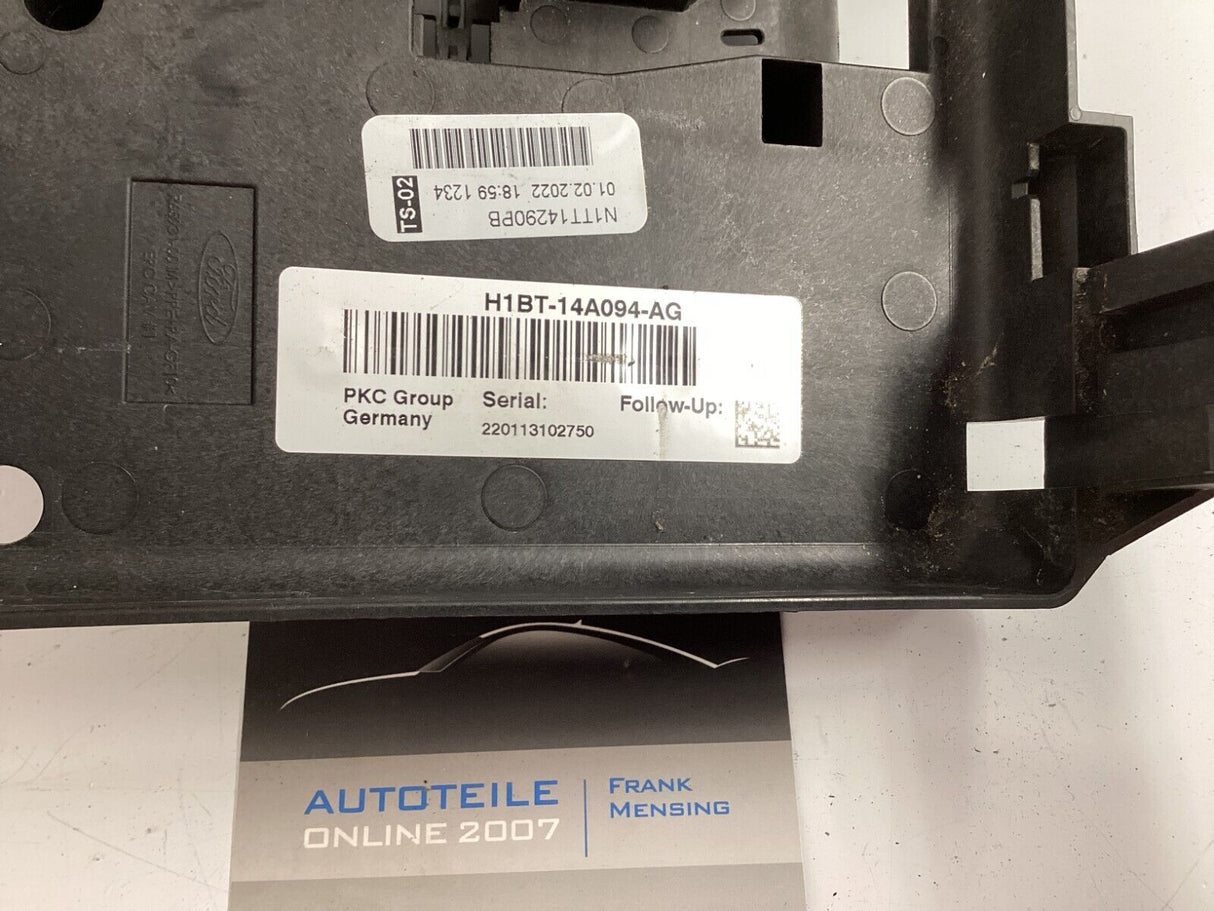 N1TT14290PB
01.02.2022 18:59 1234
TS-02
Ford
H1BT-14A094-AG
PKC Group
Germany
Serial:
220113102750
Follow-Up:
AUTOTEILE
ONLINE 2007
FRANK
MENSING